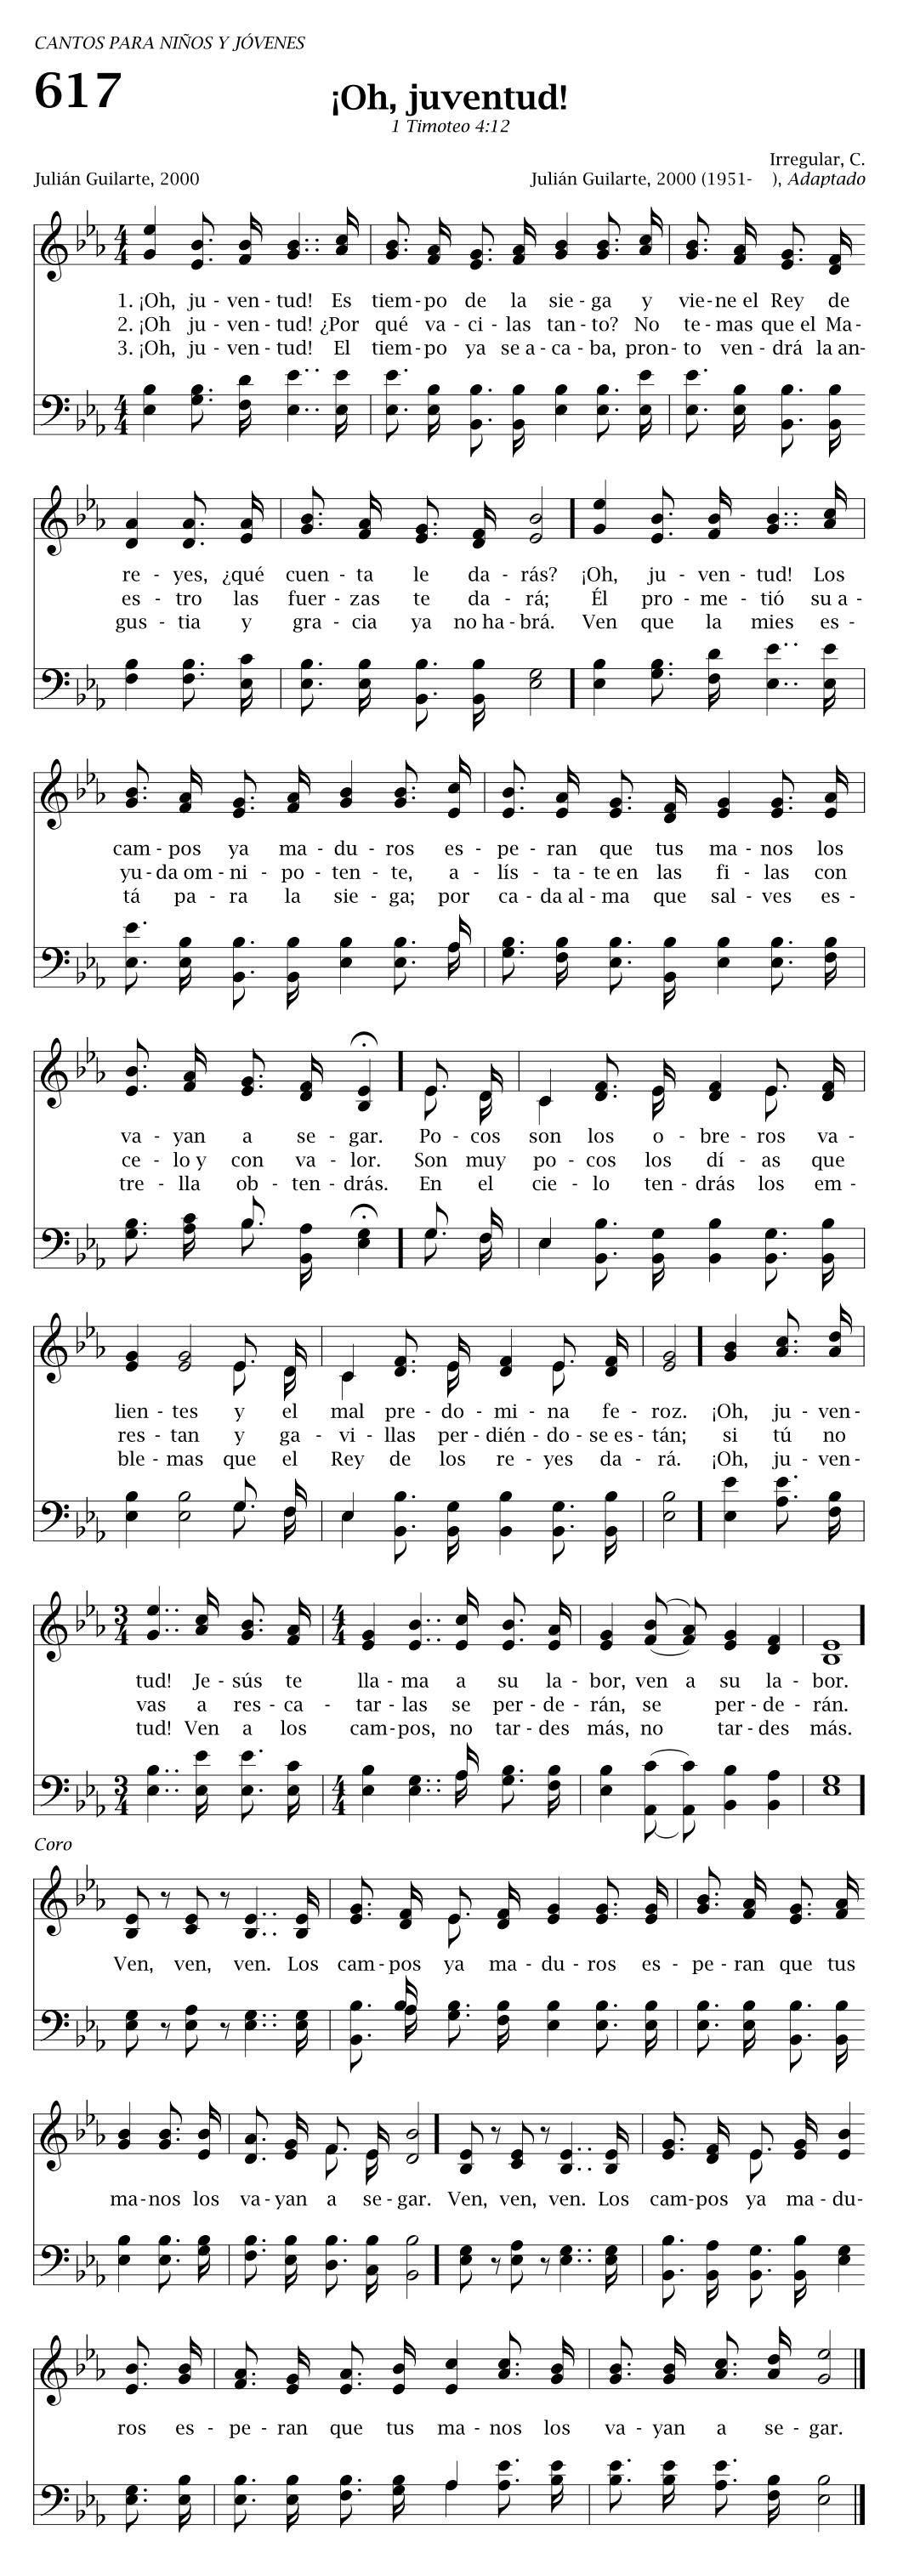 CANTOS PARA NIÑOS Y JÓVENES
617
¡Oh, juventud!
1 Timoteo 4:12
Irregular, C.
Julián Guilarte, 2000 Julián Guilarte, 2000 (1951- ), Adaptado
4 4
1. ¡Oh, ju - ven - tud! Es tiem - po de la sie - ga y vie - ne el Rey de
2. ¡Oh ju - ven - tud! ¿Por qué va - ci - las tan - to? No te - mas que el Ma -
3. ¡Oh, ju - ven - tud! El tiem - po ya se a - ca - ba, pron - to ven - drá la an -
4 4
re - yes, ¿qué cuen - ta le da - rás? ¡Oh, ju - ven - tud! Los
es - tro las fuer - zas te da - rá; Él pro - me - tió su a -
gus - tia y gra - cia ya no ha - brá. Ven que la mies es -
cam - pos ya ma - du - ros es - pe - ran que tus ma - nos los
yu - da om - ni - po - ten - te, a - lís - ta - te en las fi - las con
tá pa - ra la sie - ga; por ca - da al - ma que sal - ves es -
va - yan a se - gar. Po - cos son los o - bre - ros va -
ce - lo y con va - lor. Son muy po - cos los dí - as que
tre - lla ob - ten - drás. En el cie - lo ten - drás los em -
lien - tes y el mal pre - do - mi - na fe - roz. ¡Oh, ju - ven -
res - tan y ga - vi - llas per - dién - do - se es - tán; si tú no
ble - mas que el Rey de los re - yes da - rá. ¡Oh, ju - ven -
3 4 4 4
tud! Je - sús te lla - ma a su la - bor, ven a su la - bor.
vas a res - ca - tar - las se per - de - rán, se per - de - rán.
tud! Ven a los cam - pos, no tar - des más, no tar - des más.
3 4 4 4
Coro
Ven, ven, ven. Los cam - pos ya ma - du - ros es - pe - ran que tus
ma - nos los va - yan a se - gar. Ven, ven, ven. Los cam - pos ya ma - du -
ros es - pe - ran que tus ma - nos los va - yan a se - gar.